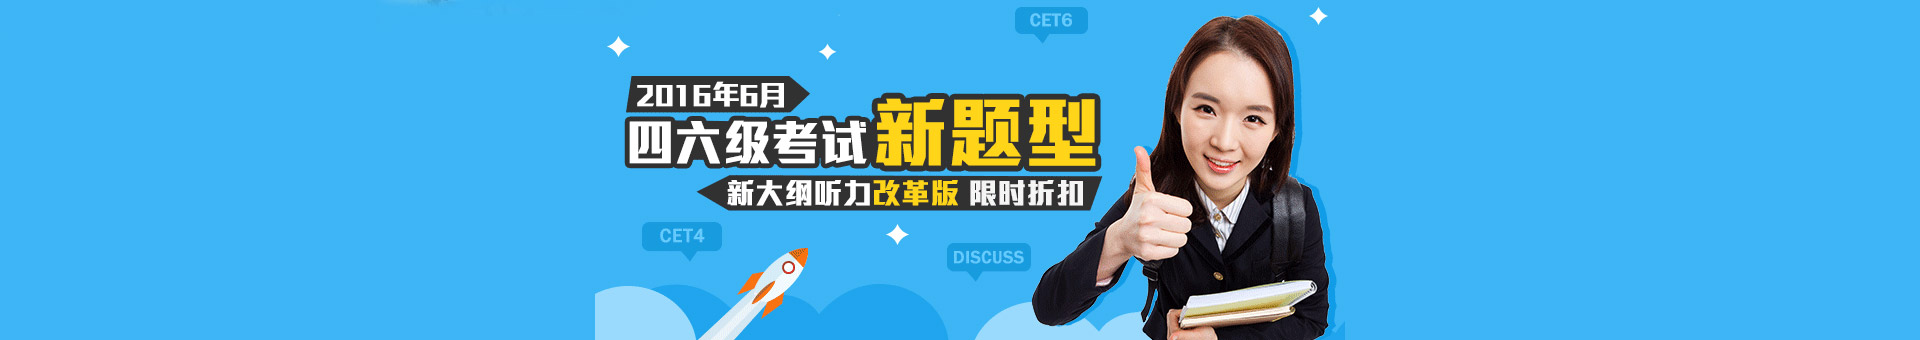 CET6
2016年6月
四六级考试新题型
新大纲听力改革版 限时折扣
CET4
DISCUSS